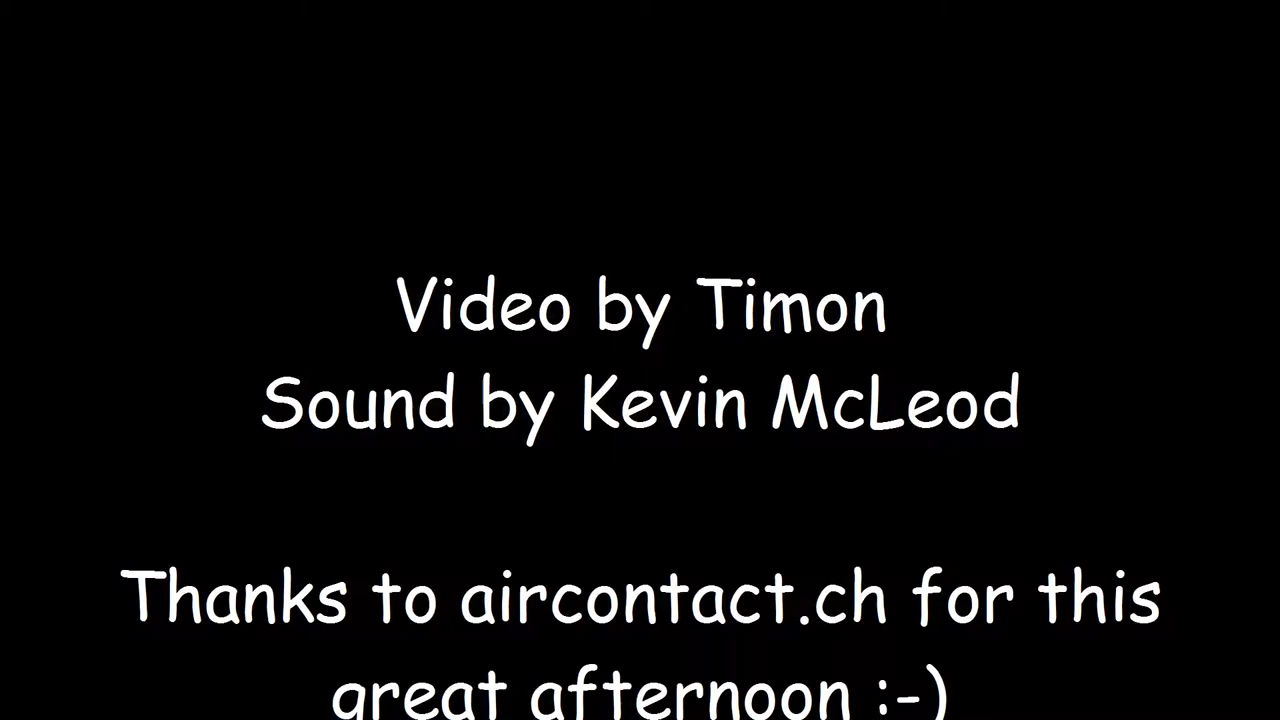 Video by Timon
Sound by Kevin McLeod
Thanks to aircontact.ch for this
great afternoon :-)